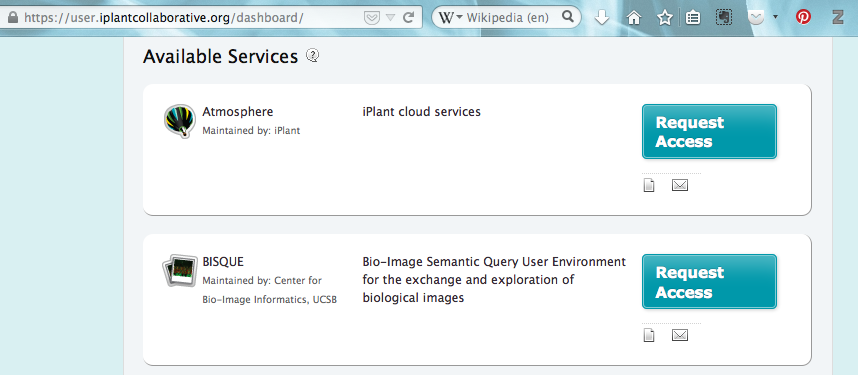 https://user.iplantcollaborative.org/dashboard/
W Wikipedia (en)
Available Services ?
Atmosphere
Maintained by: iPlant
iPlant cloud services
Request
Access
BISQUE
Maintained by: Center for
Bio-Image Informatics, UCSB
Bio-Image Semantic Query User Environment
for the exchange and exploration of
biological images
Request
Access